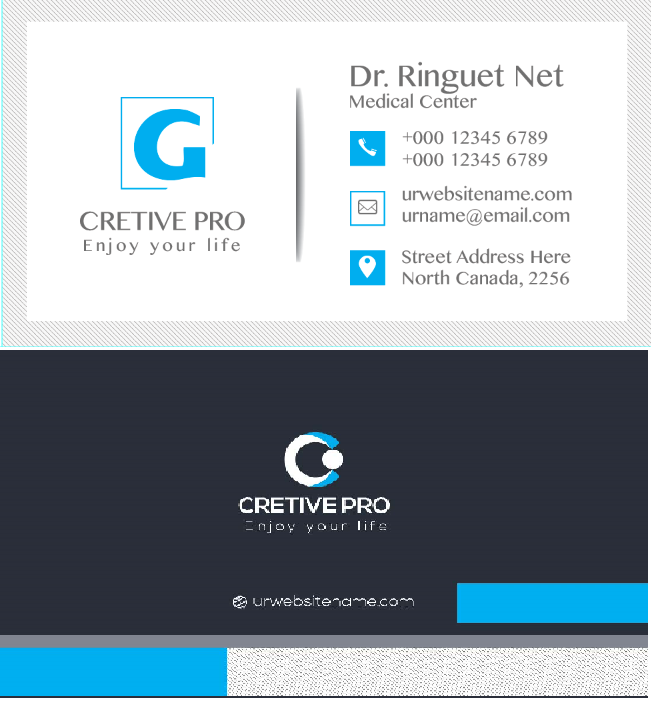 Dr. Ringuet Net
Medical Center
+000 12345 6789
+000 12345 6789
urwebsitename.com
urname@email.com
Street Address Here
North Canada, 2256
G
CRETIVE PRO
Enjoy your life
CRETIVE PRO
Enjoy your life
urwebsitename.com